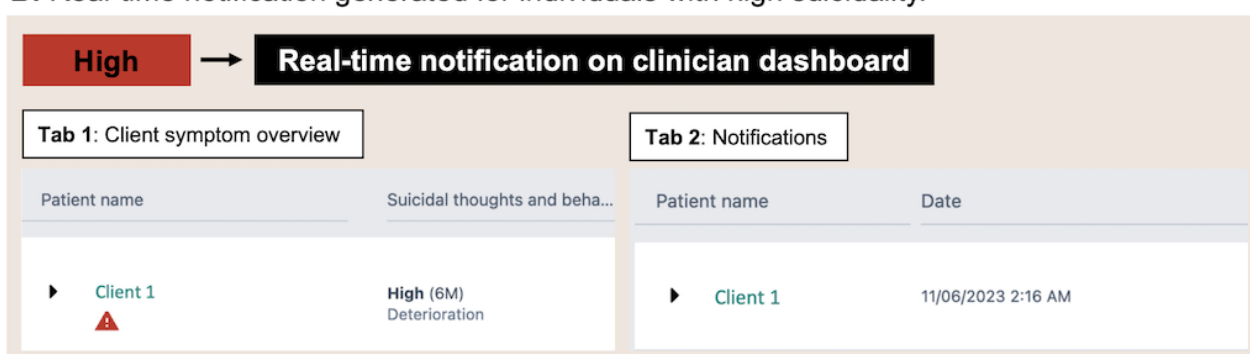 High → Real-time notification on clinician dashboard
Tab 1: Client symptom overview
Tab 2: Notifications
Patient name Suicidal thoughts and beha...
Patient name Date
Client 1 High (6M)
Deterioration
Client 1 11/06/2023 2:16 AM